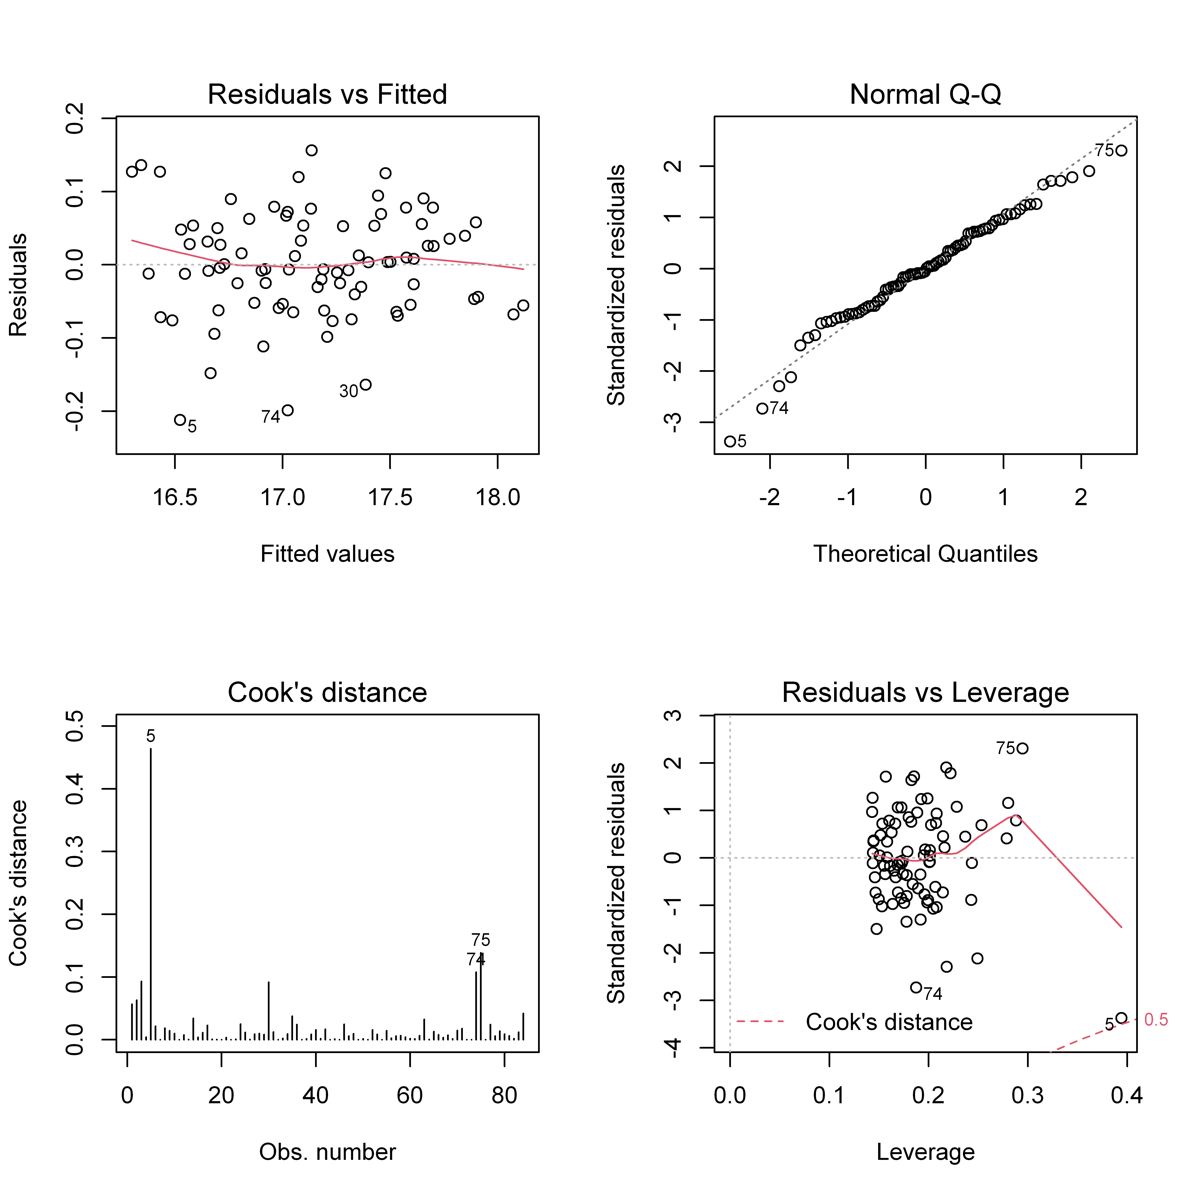 Residuals vs Fitted
Residuals
0.2
0.1
0.0
-0.1
-0.2
5
74
30
16.5 17.0 17.5 18.0
Fitted values
Normal Q-Q
Standardized residuals
2
1
0
-1
-2
-3
75
74
5
-2 -1 0 1 2
Theoretical Quantiles
Cook's distance
Cook's distance
0.5
0.4
0.3
0.2
0.1
0.0
5
75
74
0 20 40 60 80
Obs. number
Residuals vs Leverage
Standardized residuals
3
2
1
0
-1
-2
-3
-4
75
74
Cook's distance
5
0.5
0.0 0.1 0.2 0.3 0.4
Leverage